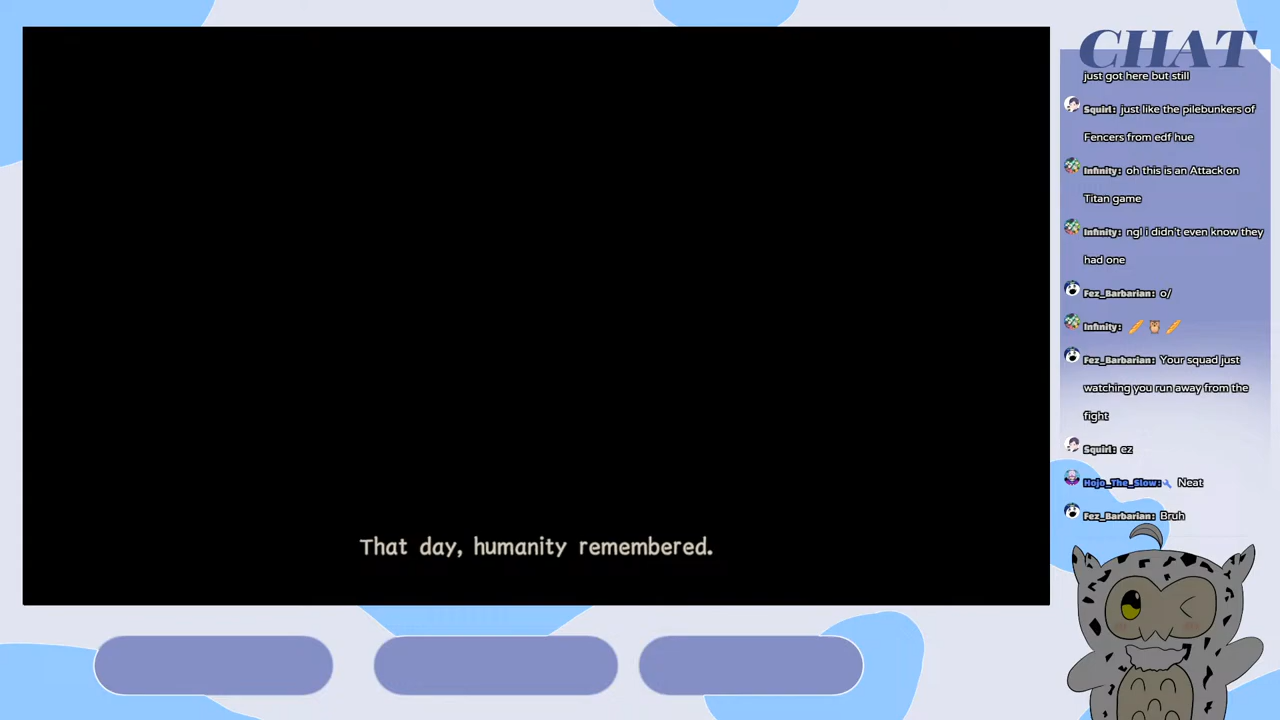 CHAT
just got here but still
Squirl: just like the pilebunkers of
Fencers from edf hue
Infinity: oh this is an Attack on
Titan game
Infinity: ngl i didn't even know they
had one
Fez_Barbarian: o/
Infinity: 🥖 🦉 🥖
Fez_Barbarian: Your squad just
watching you run away from the
fight
Squirl: ez
Hojo_The_Slow: Neat
Fez_Barbarian: Bruh
That day, humanity remembered.